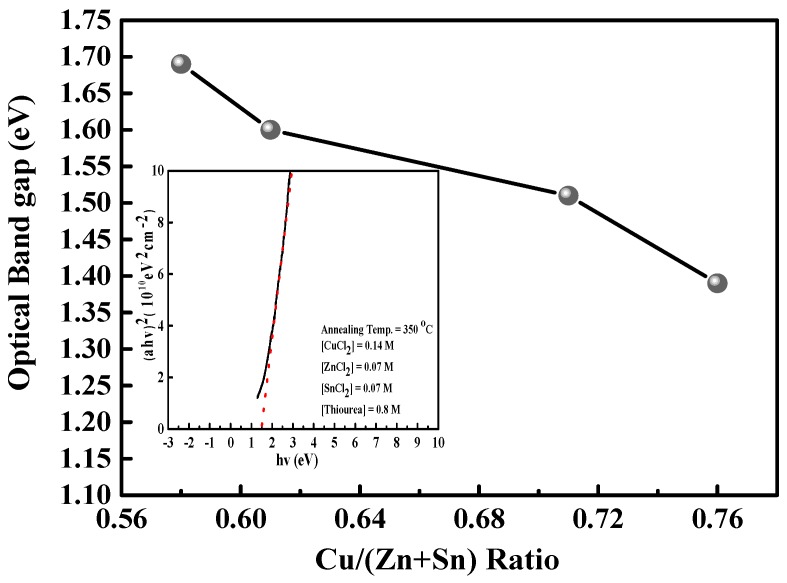 1.75
1.70
1.65
1.60
1.55
1.50
1.45
1.40
1.35
1.30
1.25
1.20
1.15
1.10
Optical Band gap (eV)
0.56 0.60 0.64 0.68 0.72 0.76
Cu/(Zn+Sn) Ratio
10
8
6
4
2
0
(ahν)²( 10¹⁰eV²cm⁻²)
-3 -2 -1 0 1 2 3 4 5 6 7 8 9 10
hν (eV)
Annealing Temp. = 350 ⁰C
[CuCl₂] = 0.14 M
[ZnCl₂] = 0.07 M
[SnCl₂] = 0.07 M
[Thiourea] = 0.8 M